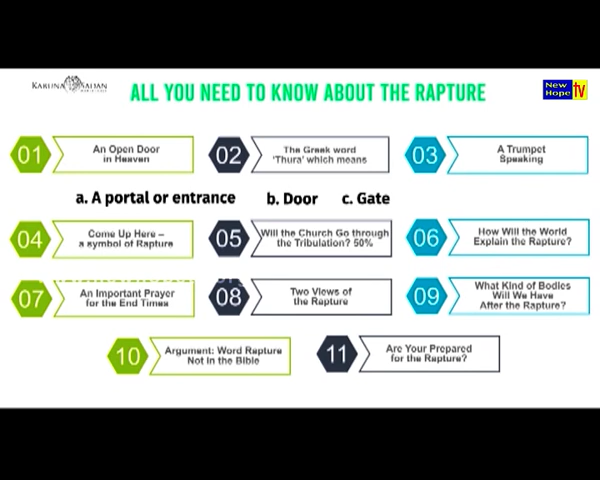 KARUNA SAJJAN
ALL YOU NEED TO KNOW ABOUT THE RAPTURE
New
Hope TV
01
An Open Door
in Heaven
02
The Greek word
'Thura' which means
03
A Trumpet
Speaking
a. A portal or entrance
b. Door
c. Gate
04
Come Up Here –
a symbol of Rapture
05
Will the Church Go through
the Tribulation? 50%
06
How Will the World
Explain the Rapture?
07
An Important Prayer
for the End Times
08
Two Views of
the Rapture
09
What Kind of Bodies
Will We Have
After the Rapture?
10
Argument: Word Rapture
Not in the Bible
11
Are Your Prepared
for the Rapture?